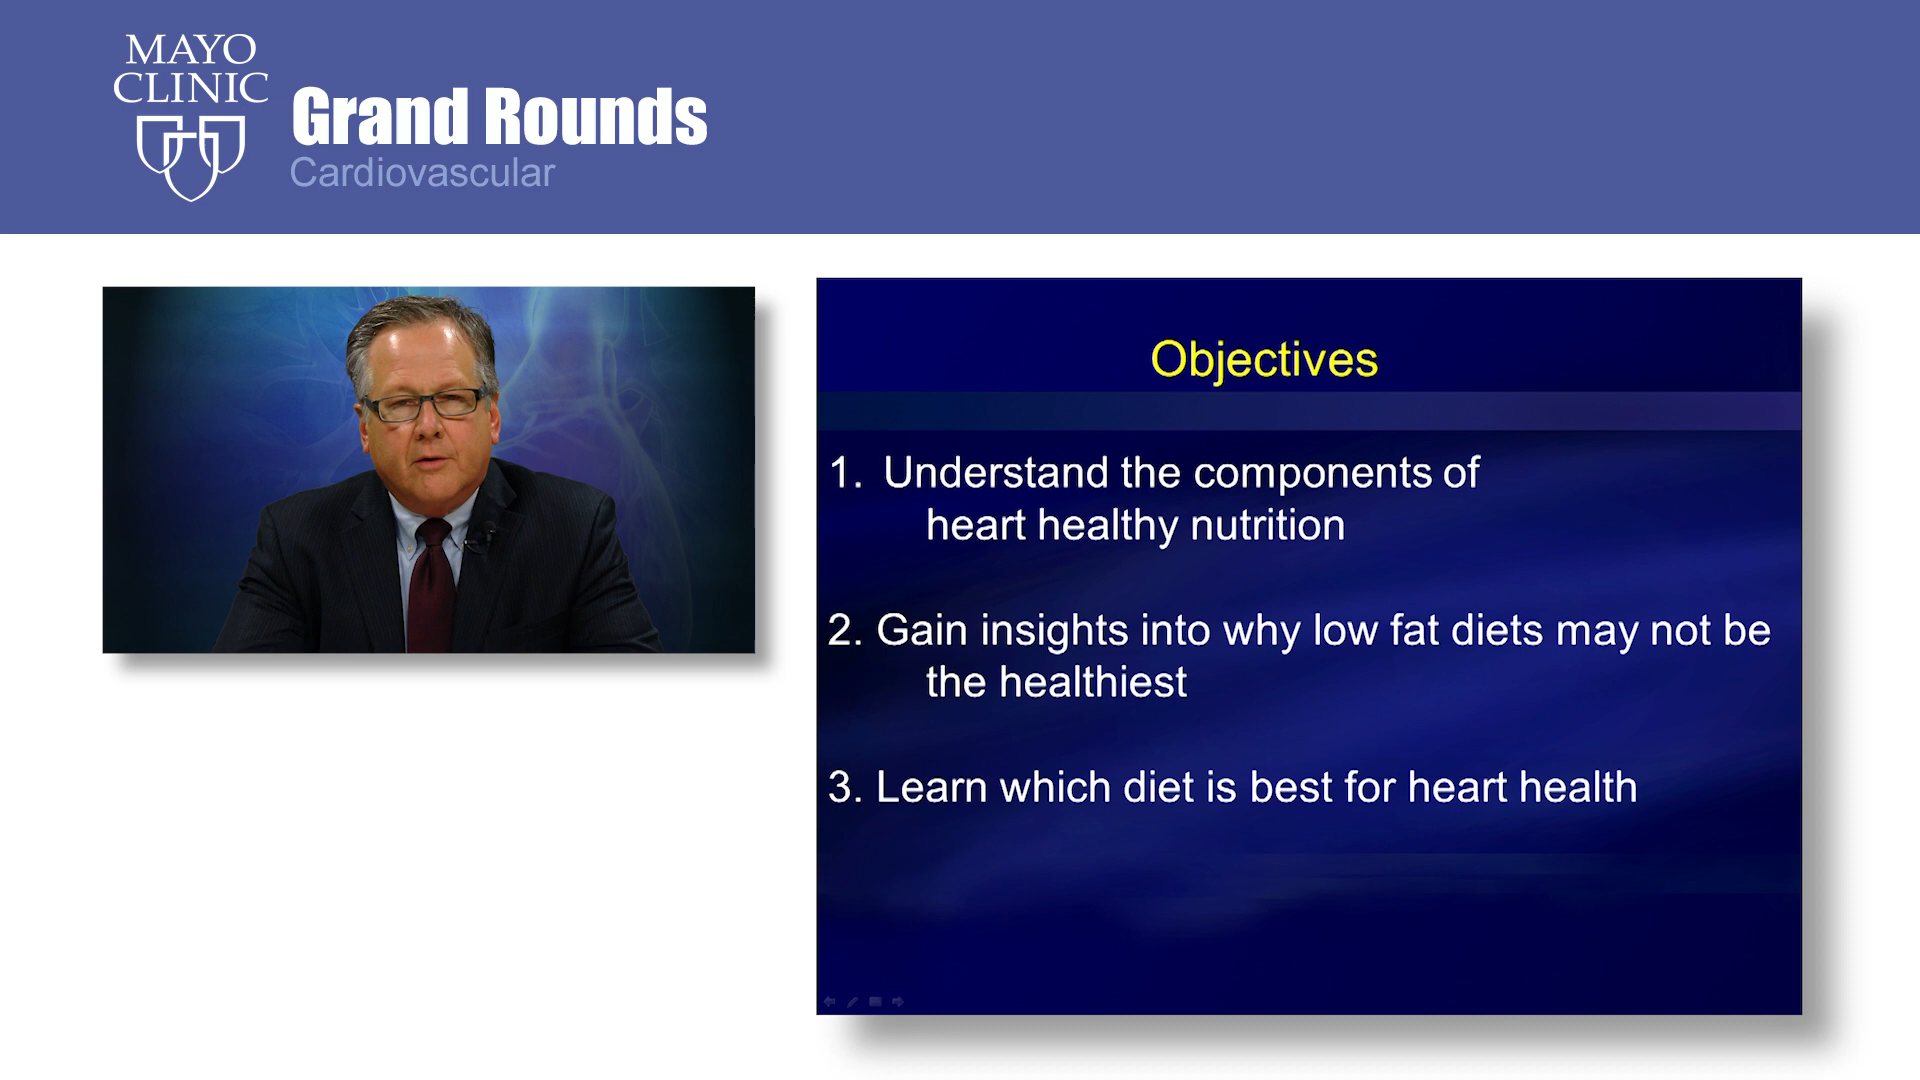 MAYO
CLINIC
Grand Rounds
Cardiovascular
Objectives
1. Understand the components of
heart healthy nutrition
2. Gain insights into why low fat diets may not be
the healthiest
3. Learn which diet is best for heart health